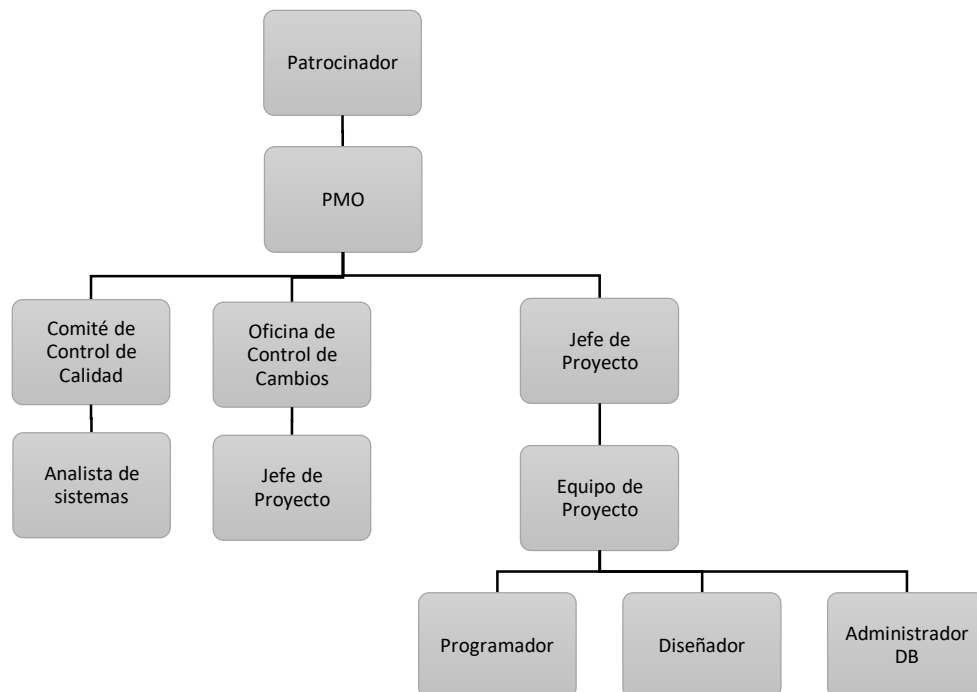 Patrocinador
PMO
Comité de
Control de
Calidad
Oficina de
Control de
Cambios
Jefe de
Proyecto
Analista de
sistemas
Jefe de
Proyecto
Equipo de
Proyecto
Programador
Diseñador
Administrador
DB